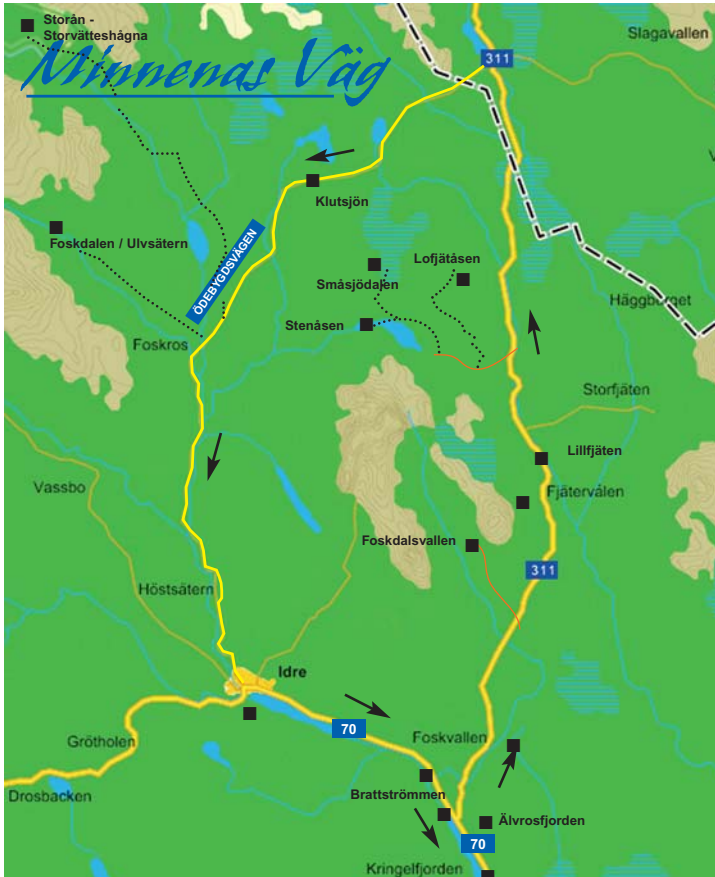 Storån -
Storvätteshågna
Minnenas Väg
311
Slagavallen
Klutsjön
Foskdalen / Ulvsätern
ÖDEBYGDSVÄGEN
Småsjödalen
Lofjätåsen
Häggberget
Stenåsen
Foskros
Storfjäten
Lillfjäten
Vassbo
Fjätervålen
Foskdalsvallen
311
Höstsätern
Idre
70
Foskvallen
Grötholen
Brattströmmen
Drosbacken
Älvrosfjorden
70
Kringelfjorden